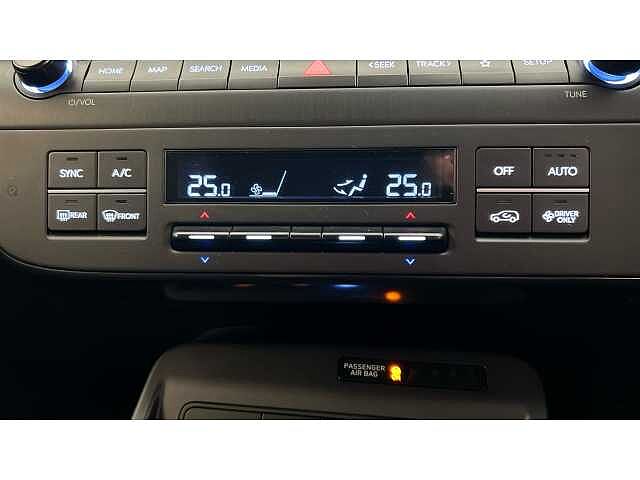 HOME MAP SEARCH MEDIA <SEEK TRACK> SETUP
⏻/VOL TUNE
SYNC A/C 25.0 25.0 OFF AUTO
REAR FRONT DRIVER
ONLY
PASSENGER
AIR BAG